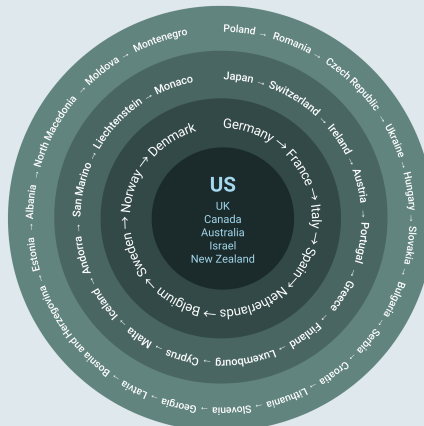 US
UK
Canada
Australia
Israel
New Zealand
Germany → France → Italy → Spain → Netherlands → Belgium → Sweden → Norway → Denmark
Japan → Switzerland → Ireland → Austria → Portugal → Greece → Finland → Luxembourg → Cyprus → Malta → Iceland → Andorra → San Marino → Liechtenstein → Monaco
Poland → Romania → Czech Republic → Ukraine → Hungary → Slovakia → Bulgaria → Serbia → Croatia → Lithuania → Slovenia → Georgia → Latvia → Bosnia and Herzegovina → Estonia → Albania → North Macedonia → Moldova → Montenegro